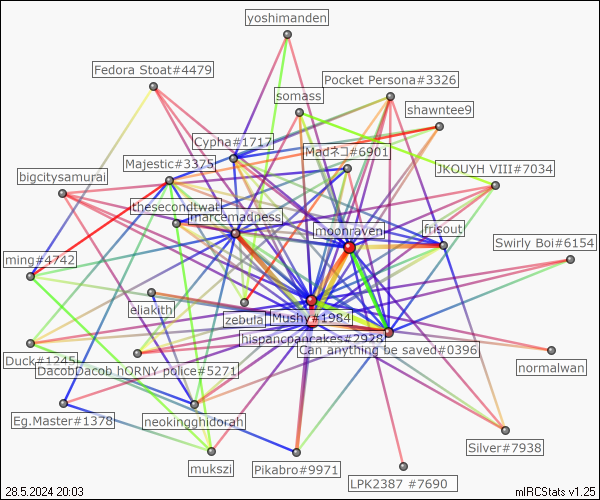 yoshimanden
Fedora Stoat#4479
Pocket Persona#3326
somass
shawntee9
Cypha#1717
Madネコ#6901
Majestic#3375
JKOUYH VIII#7034
bigcitysamurai
thesecondtwat
marcemadness
moonraven
frisout
Swirly Boi#6154
ming#4742
eliakith
zebula
Mushy#1984
hispancpancakes#2928
Can anything be saved#0396
Duck#1245
DacobDacob hORNY police#5271
normalwan
Eg.Master#1378
neokingghidorah
Silver#7938
mukszi
Pikabro#9971
LPK2387 #7690
28.5.2024 20:03
mIRCStats v1.25